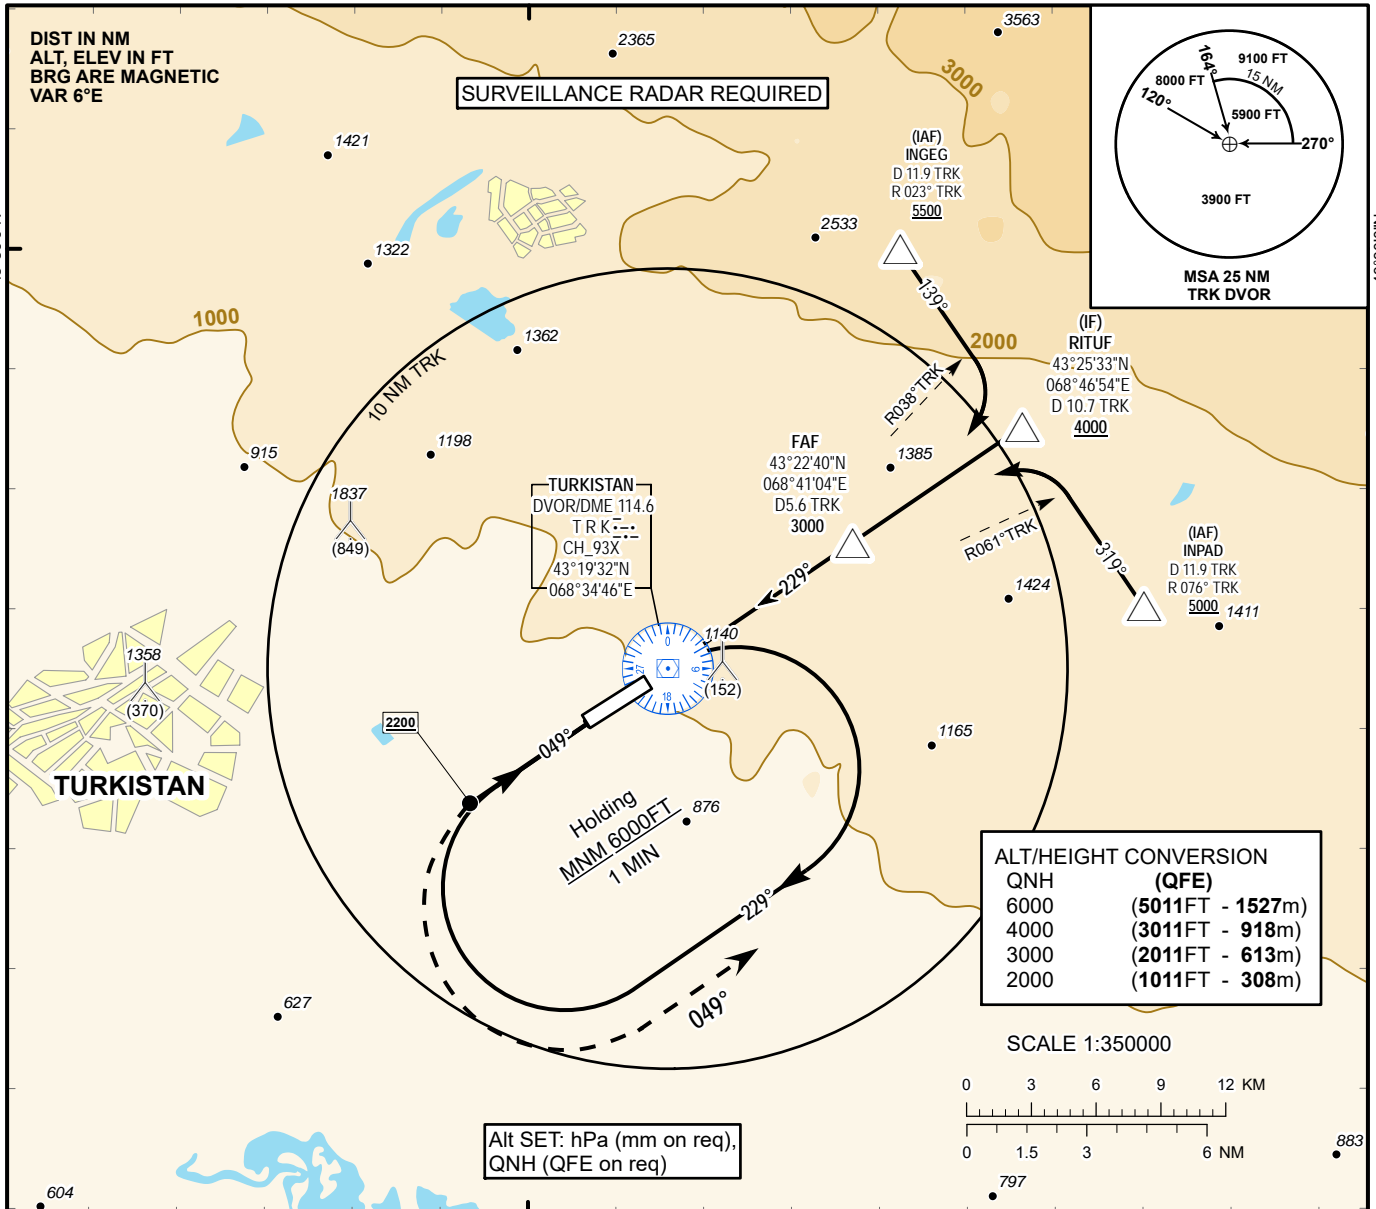 DIST IN NM
ALT, ELEV IN FT
BRG ARE MAGNETIC
VAR 6°E
2365
3563
SURVEILLANCE RADAR REQUIRED
3000
164°
9100 FT
8000 FT
15 NM
120°
5900 FT
270°
3900 FT
MSA 25 NM
TRK DVOR
1421
(IAF)
INGEG
D 11.9 TRK
R 023° TRK
5500
2533
1322
139°
1000
1362
10 NM TRK
2000
(IF)
RITUF
43°25'33"N
068°46'54"E
D 10.7 TRK
4000
R038°TRK
915
1198
1385
FAF
43°22'40"N
068°41'04"E
D5.6 TRK
3000
1837
(849)
TURKISTAN
DVOR/DME 114.6
T R K
CH_93X
43°19'32"N
068°34'46"E
R061°TRK
319°
(IAF)
INPAD
D 11.9 TRK
R 076° TRK
5000
1411
1424
229°
1140
(152)
0
9
18
27
1358
(370)
TURKISTAN
2200
049°
1165
Holding
MNM 6000FT
1 MIN
876
229°
049°
627
ALT/HEIGHT CONVERSION
QNH (QFE)
6000 (5011FT - 1527m)
4000 (3011FT - 918m)
3000 (2011FT - 613m)
2000 (1011FT - 308m)
SCALE 1:350000
0 3 6 9 12 KM
0 1.5 3 6 NM
Alt SET: hPa (mm on req),
QNH (QFE on req)
883
797
604